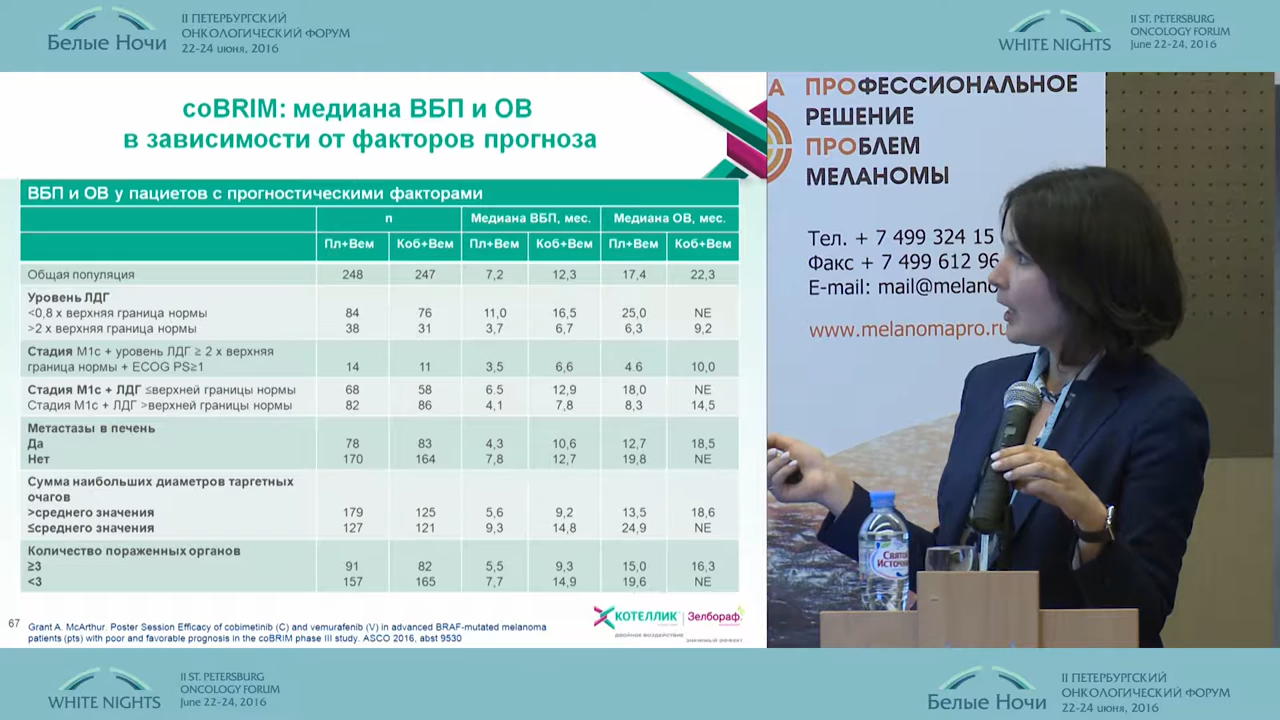 Белые Ночи
II ПЕТЕРБУРГСКИЙ
ОНКОЛОГИЧЕСКИЙ ФОРУМ
22-24 июня, 2016
WHITE NIGHTS
II ST. PETERSBURG
ONCOLOGY FORUM
June 22-24, 2016
coBRIM: медиана ВБП и ОВ
в зависимости от факторов прогноза
ВБП и ОВ у пациетов с прогностическими факторами
n Медиана ВБП, мес. Медиана ОВ, мес.
Пл+Вем Коб+Вем Пл+Вем Коб+Вем Пл+Вем Коб+Вем
Общая популяция 248 247 7,2 12,3 17,4 22,3
Уровень ЛДГ
<0,8 х верхняя граница нормы 84 76 11,0 16,5 25,0 NE
>2 х верхняя граница нормы 38 31 3,7 6,7 6,3 9,2
Стадия М1с + уровень ЛДГ ≥ 2 х верхняя
граница нормы + ECOG PS≥1 14 11 3,5 6,6 4.6 10,0
Стадия М1с + ЛДГ ≤верхней границы нормы 68 58 6.5 12,9 18,0 NE
Стадия М1с + ЛДГ >верхней границы нормы 82 86 4,1 7,8 8,3 14,5
Метастазы в печень
Да 78 83 4,3 10,6 12,7 18,5
Нет 170 164 7,8 12,7 19,8 NE
Сумма наибольших диаметров таргетных
очагов
>среднего значения 179 125 5,6 9,2 13,5 18,6
≤среднего значения 127 121 9,3 14,8 24,9 NE
Количество пораженных органов
≥3 91 82 5,5 9,3 15,0 16,3
<3 157 165 7,7 14,9 19,6 NE
67
Grant A. McArthur. Poster Session Efficacy of cobimetinib (C) and vemurafenib (V) in advanced BRAF-mutated melanoma
patients (pts) with poor and favorable prognosis in the coBRIM phase III study. ASCO 2016, abst 9530
КОТЕЛЛИК Зелбораф
ДВОЙНОЕ ВОЗДЕЙСТВИЕ
ЗНАЧИМЫЙ ЭФФЕКТ
А ПРОФЕССИОНАЛЬНОЕ
РЕШЕНИЕ
ПРОБЛЕМ
МЕЛАНОМЫ
Тел. + 7 499 324 15
Факс + 7 499 612 96
E-mail: mail@melano
www.melanomapro.ru
Святой
Источник
WHITE NIGHTS
II ST. PETERSBURG
ONCOLOGY FORUM
June 22-24, 2016
Белые Ночи
II ПЕТЕРБУРГСКИЙ
ОНКОЛОГИЧЕСКИЙ ФОРУМ
22-24 июня, 2016